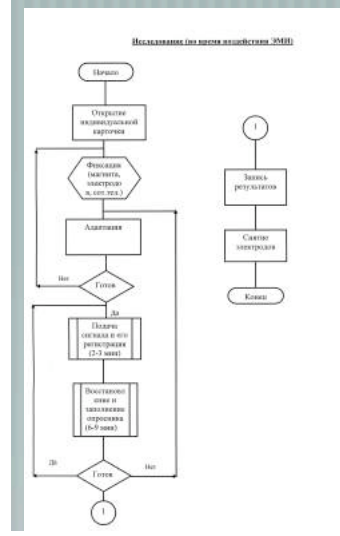 Исследование (во время воздействия ЭМИ)
Начало
Открытие
индивидуальной
карточки
Фиксация
(магнита,
электродо
в, сот.тел.)
Адаптация
Нет
Готов
Да
Подача
сигнала и его
регистрация
(2-3 мин)
Восстановл
ение и
заполнение
опросника
(6-9 мин)
Да
Готов
Нет
1
1
Запись
результатов
Снятие
электродов
Конец